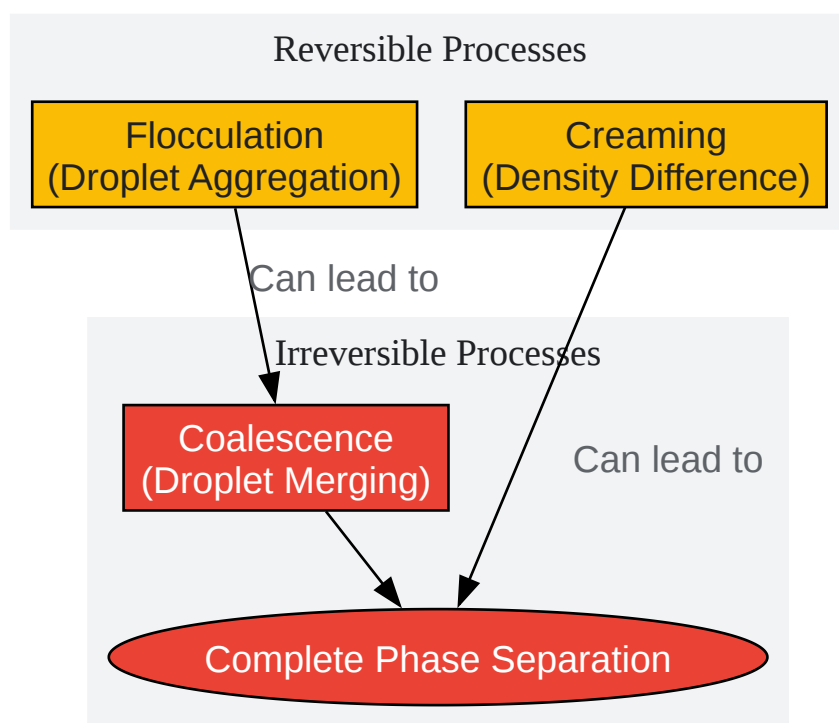 Reversible Processes
Flocculation
(Droplet Aggregation)
Creaming
(Density Difference)
Can lead to
Irreversible Processes
Coalescence
(Droplet Merging)
Can lead to
Complete Phase Separation